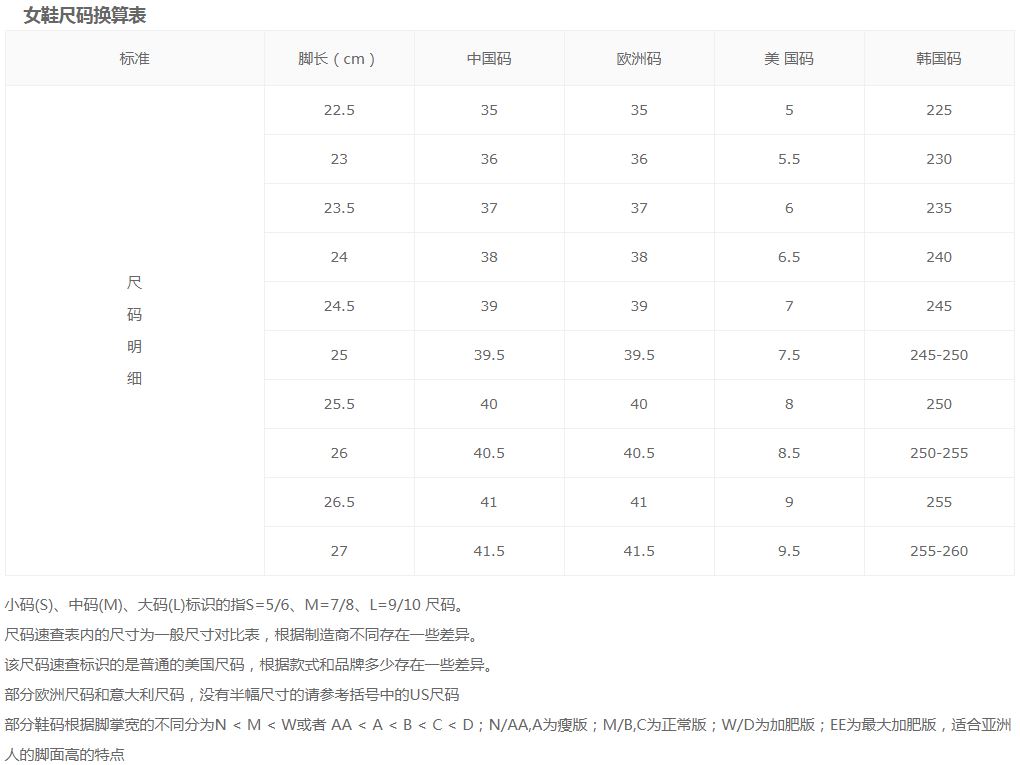 女鞋尺码换算表
标准 脚长（cm） 中国码 欧洲码 美 国码 韩国码
尺
码
明
细
22.5 35 35 5 225
23 36 36 5.5 230
23.5 37 37 6 235
24 38 38 6.5 240
24.5 39 39 7 245
25 39.5 39.5 7.5 245-250
25.5 40 40 8 250
26 40.5 40.5 8.5 250-255
26.5 41 41 9 255
27 41.5 41.5 9.5 255-260
小码(S)、中码(M)、大码(L)标识的指S=5/6、M=7/8、L=9/10 尺码。
尺码速查表内的尺寸为一般尺寸对比表，根据制造商不同存在一些差异。
该尺码速查标识的是普通的美国尺码，根据款式和品牌多少存在一些差异。
部分欧洲尺码和意大利尺码，没有半幅尺寸的请参考括号中的US尺码
部分鞋码根据脚掌宽的不同分为N < M < W或者 AA < A < B < C < D；N/AA,A为瘦版；M/B,C为正常版；W/D为加肥版；EE为最大加肥版，适合亚洲
人的脚面高的特点